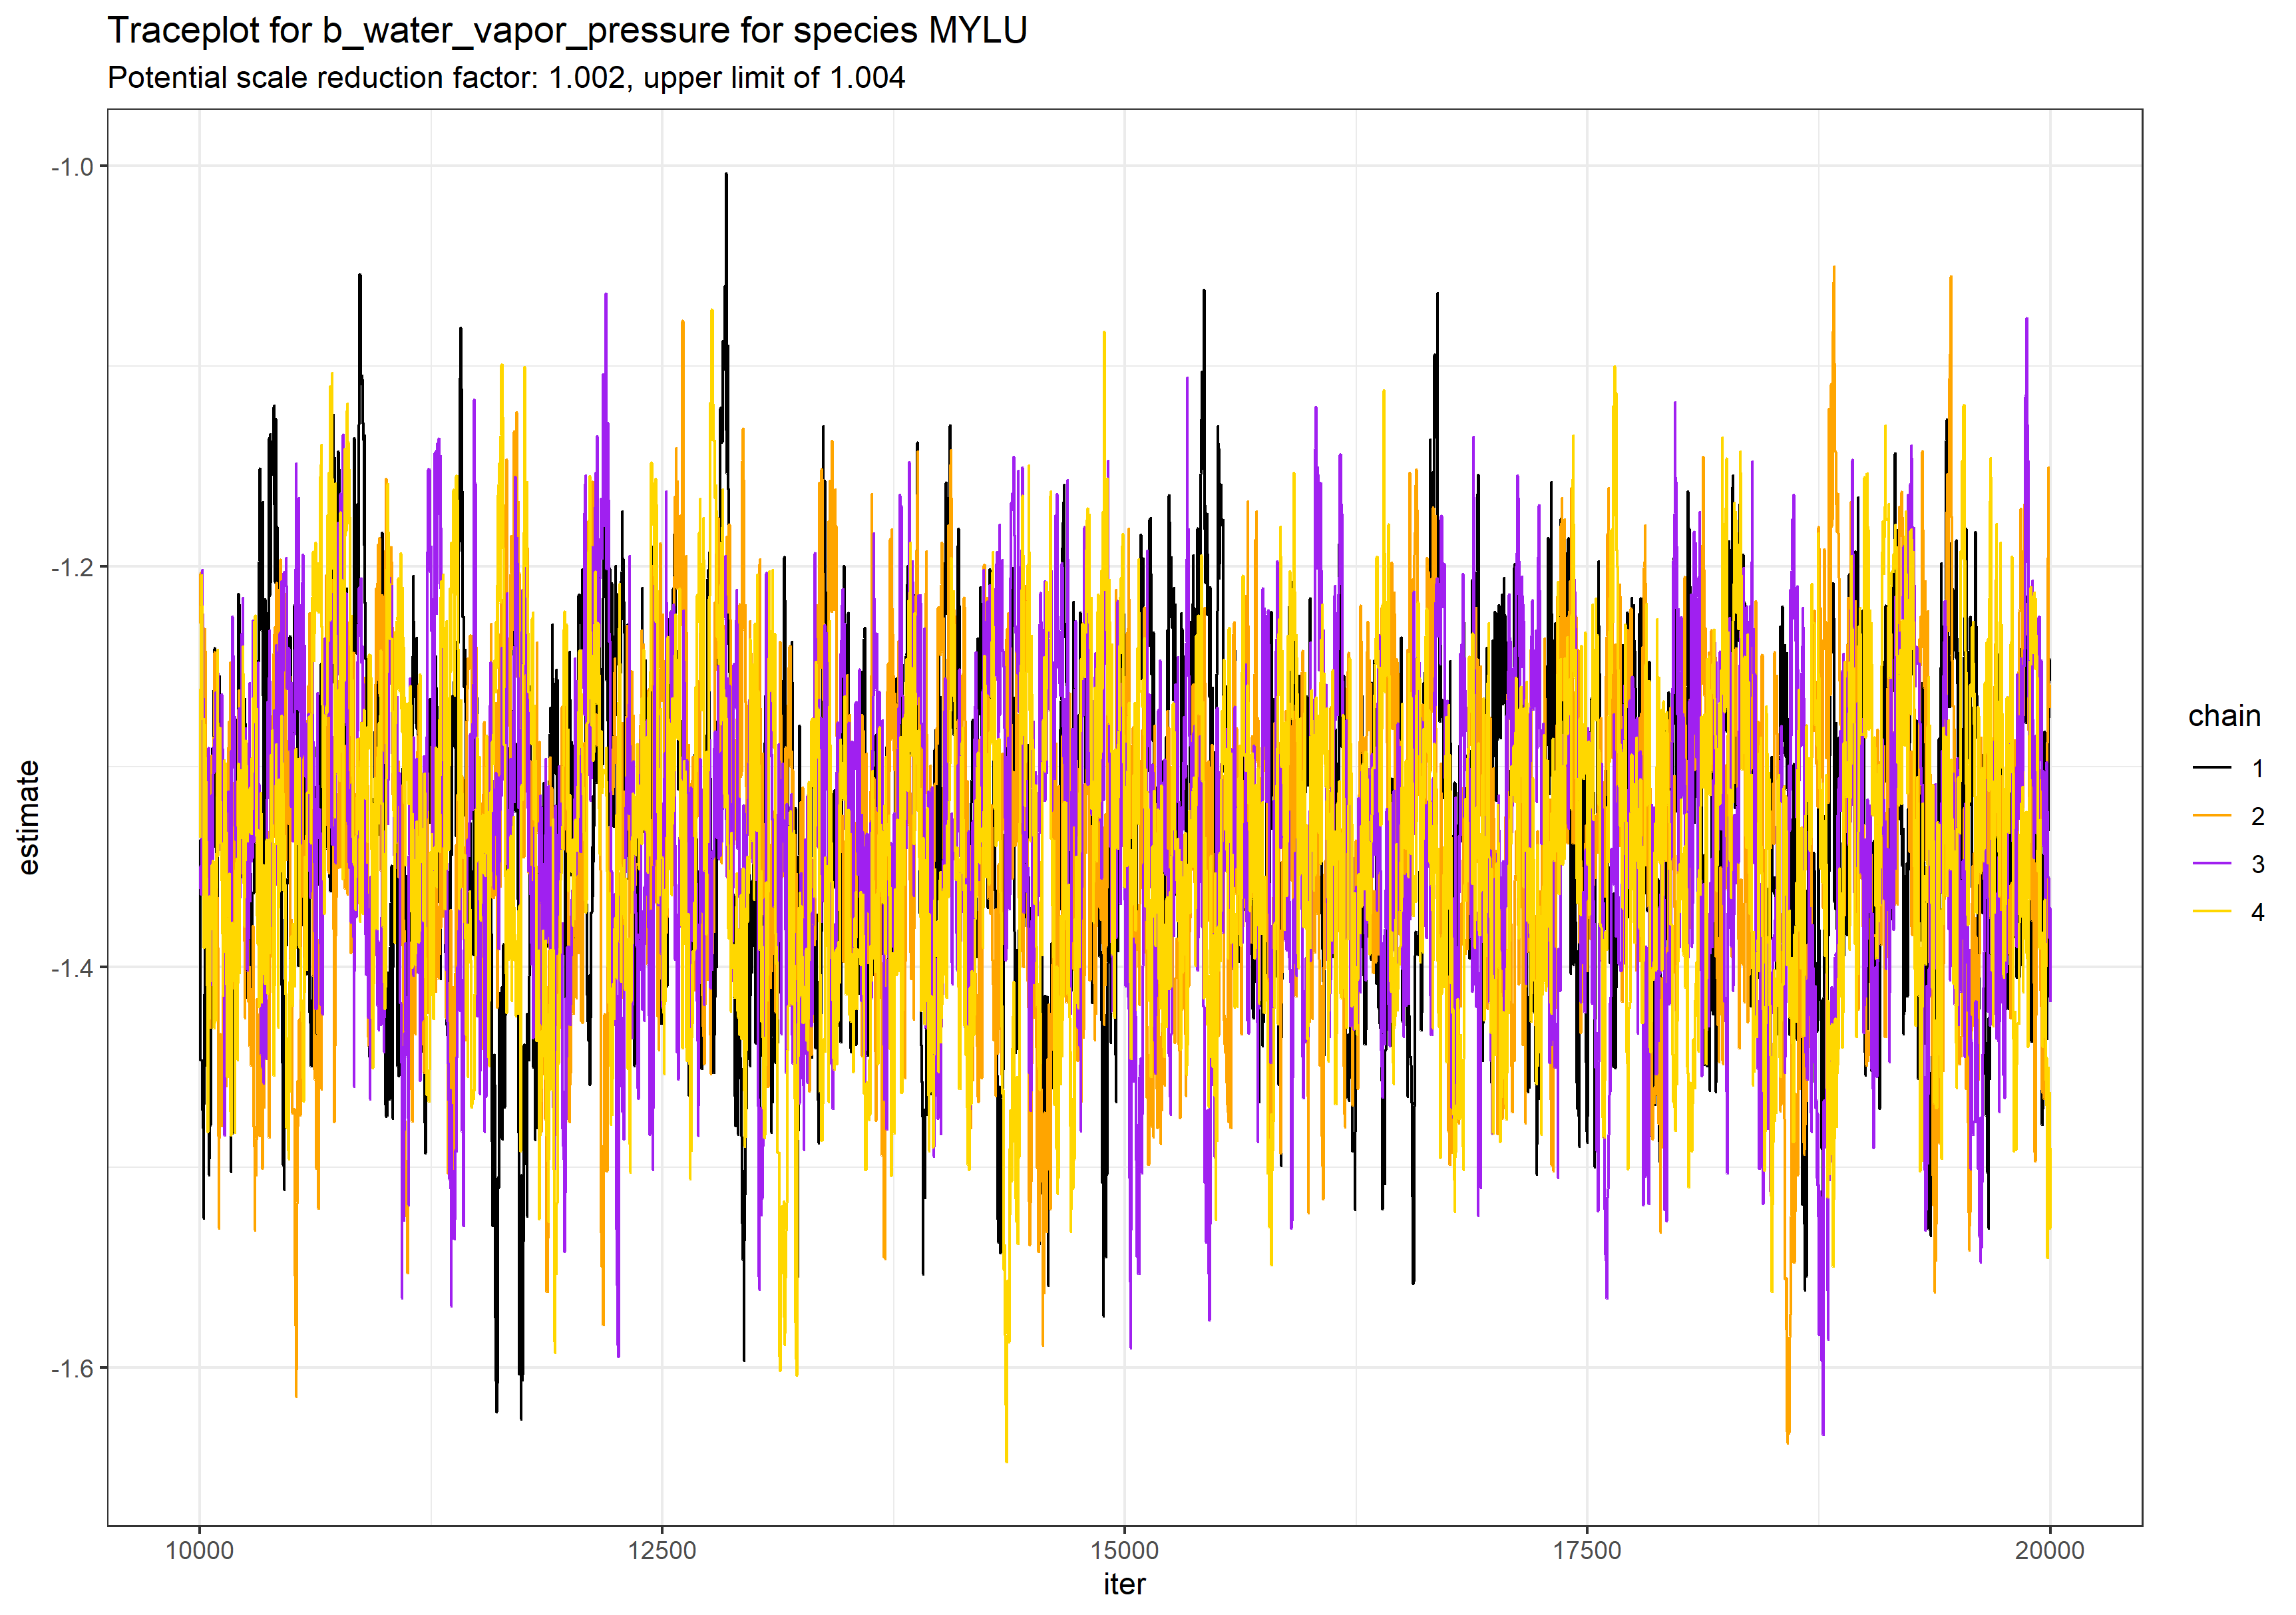 Traceplot for b_water_vapor_pressure for species MYLU
Potential scale reduction factor: 1.002, upper limit of 1.004
-1.0
-1.2
-1.4
-1.6
estimate
10000
12500
15000
17500
20000
iter
chain
1
2
3
4